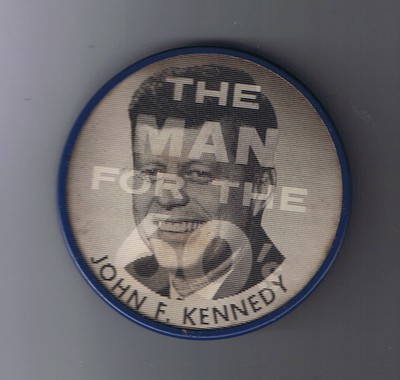 THE
MAN
FOR THE
60's
JOHN F. KENNEDY